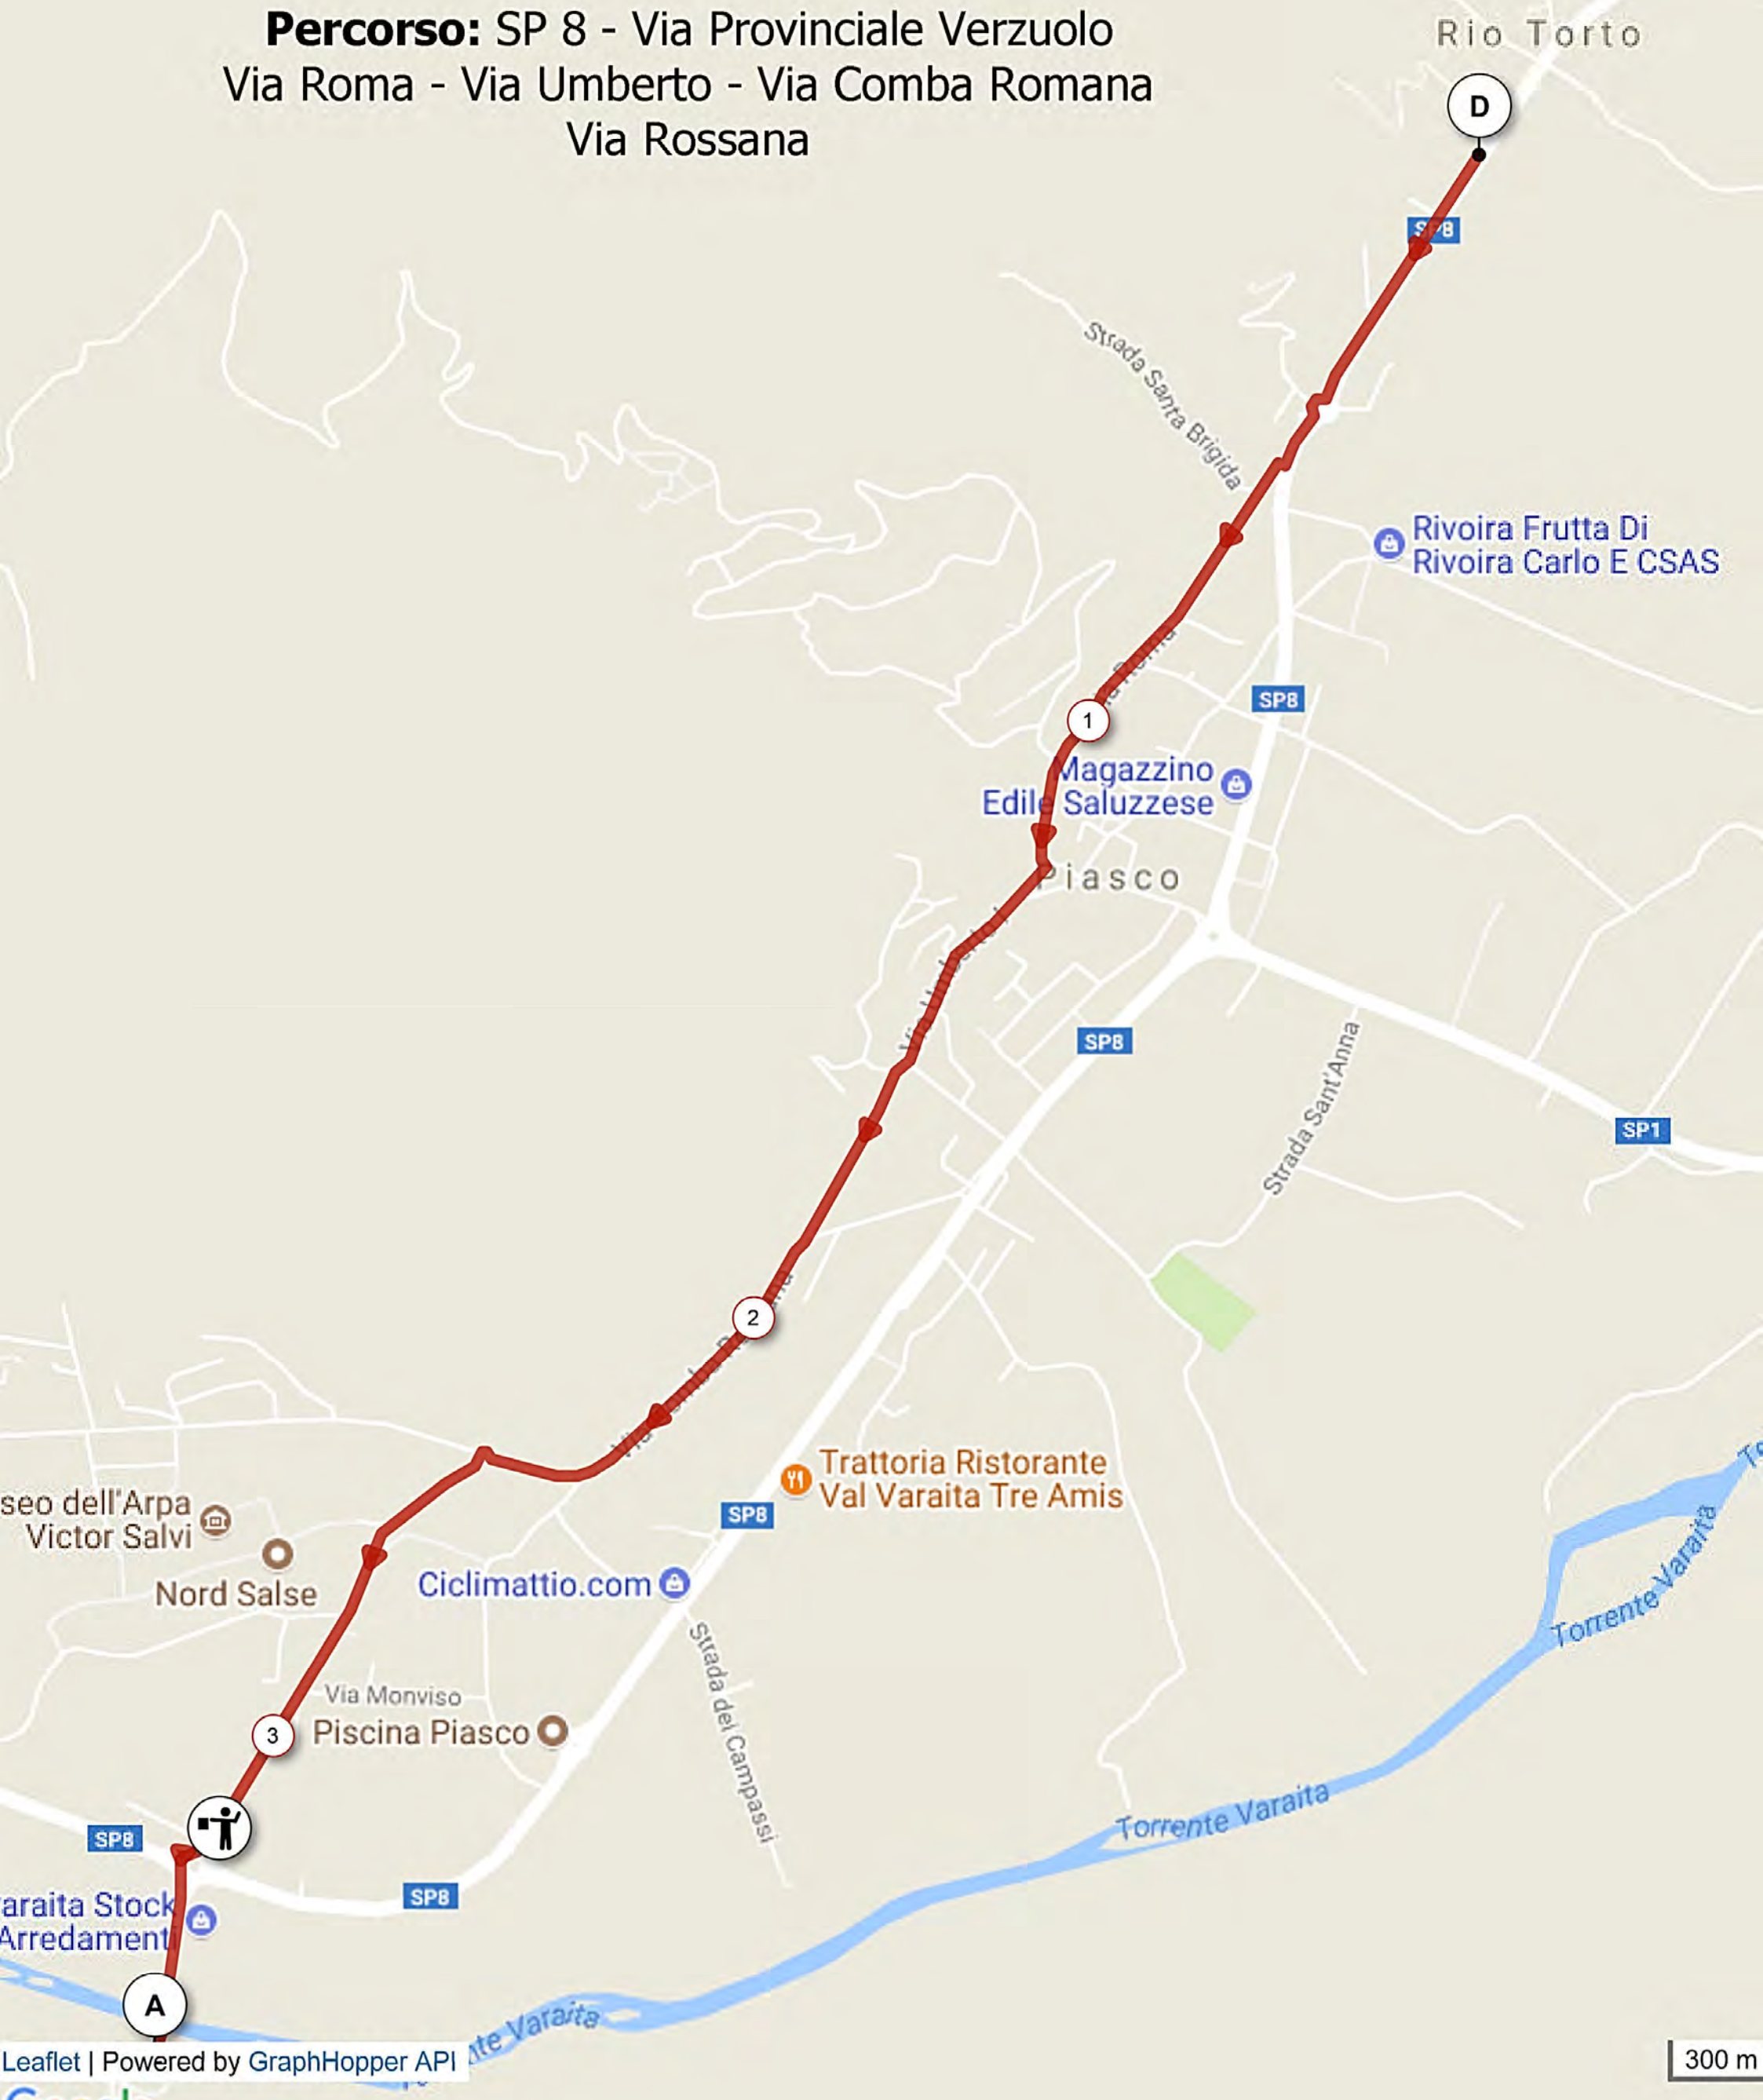 Percorso: SP 8 - Via Provinciale Verzuolo
Via Roma - Via Umberto - Via Comba Romana
Via Rossana
Rio Torto
D
SP8
Strada Santa Brigida
Rivoira Frutta Di
Rivoira Carlo E CSAS
SP8
1
Magazzino
Edile Saluzzese
Piasco
SP8
Strada Sant'Anna
SP1
2
Trattoria Ristorante
Val Varaita Tre Amis
SP8
seo dell'Arpa
Victor Salvi
Nord Salse
Ciclimattio.com
Torrente Varaita
Strada dei Campassi
Via Monviso
3
Piscina Piasco
Torrente Varaita
SP8
SP8
araita Stock
Arredament
A
nte Varaita
Leaflet | Powered by GraphHopper API
300 m